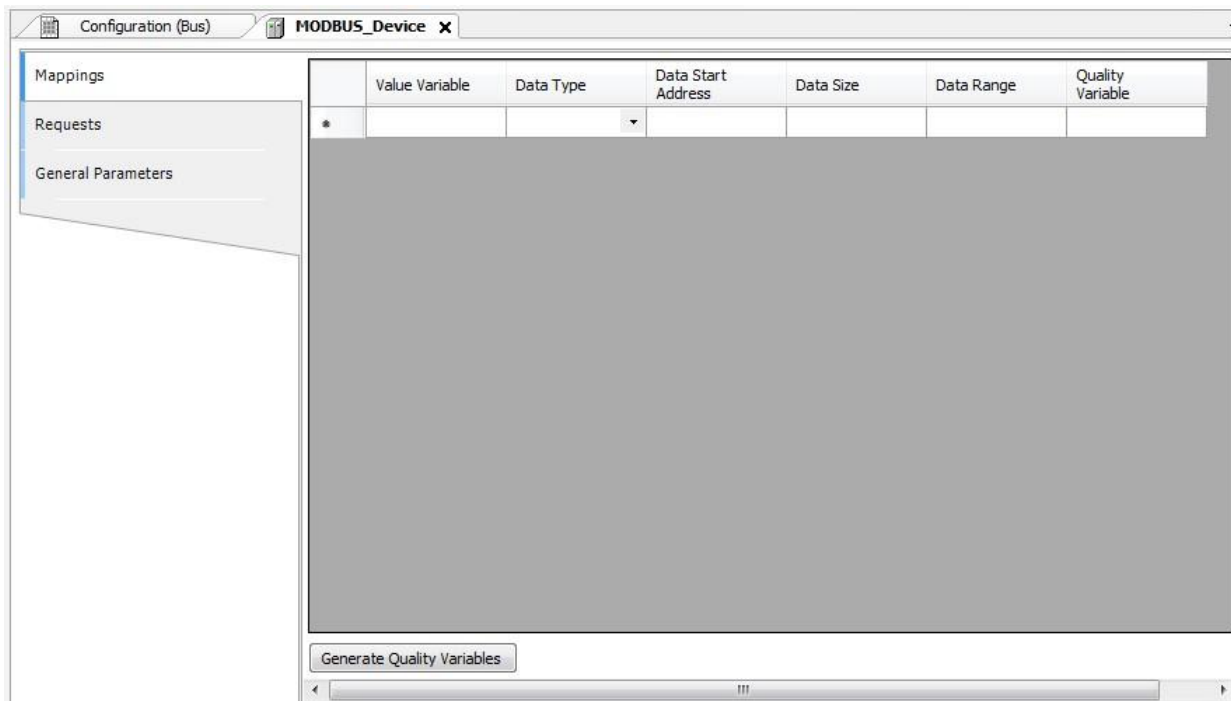 Configuration (Bus)
MODBUS_Device X
Mappings
Requests
General Parameters
Value Variable
Data Type
Data Start
Address
Data Size
Data Range
Quality
Variable
*
Generate Quality Variables